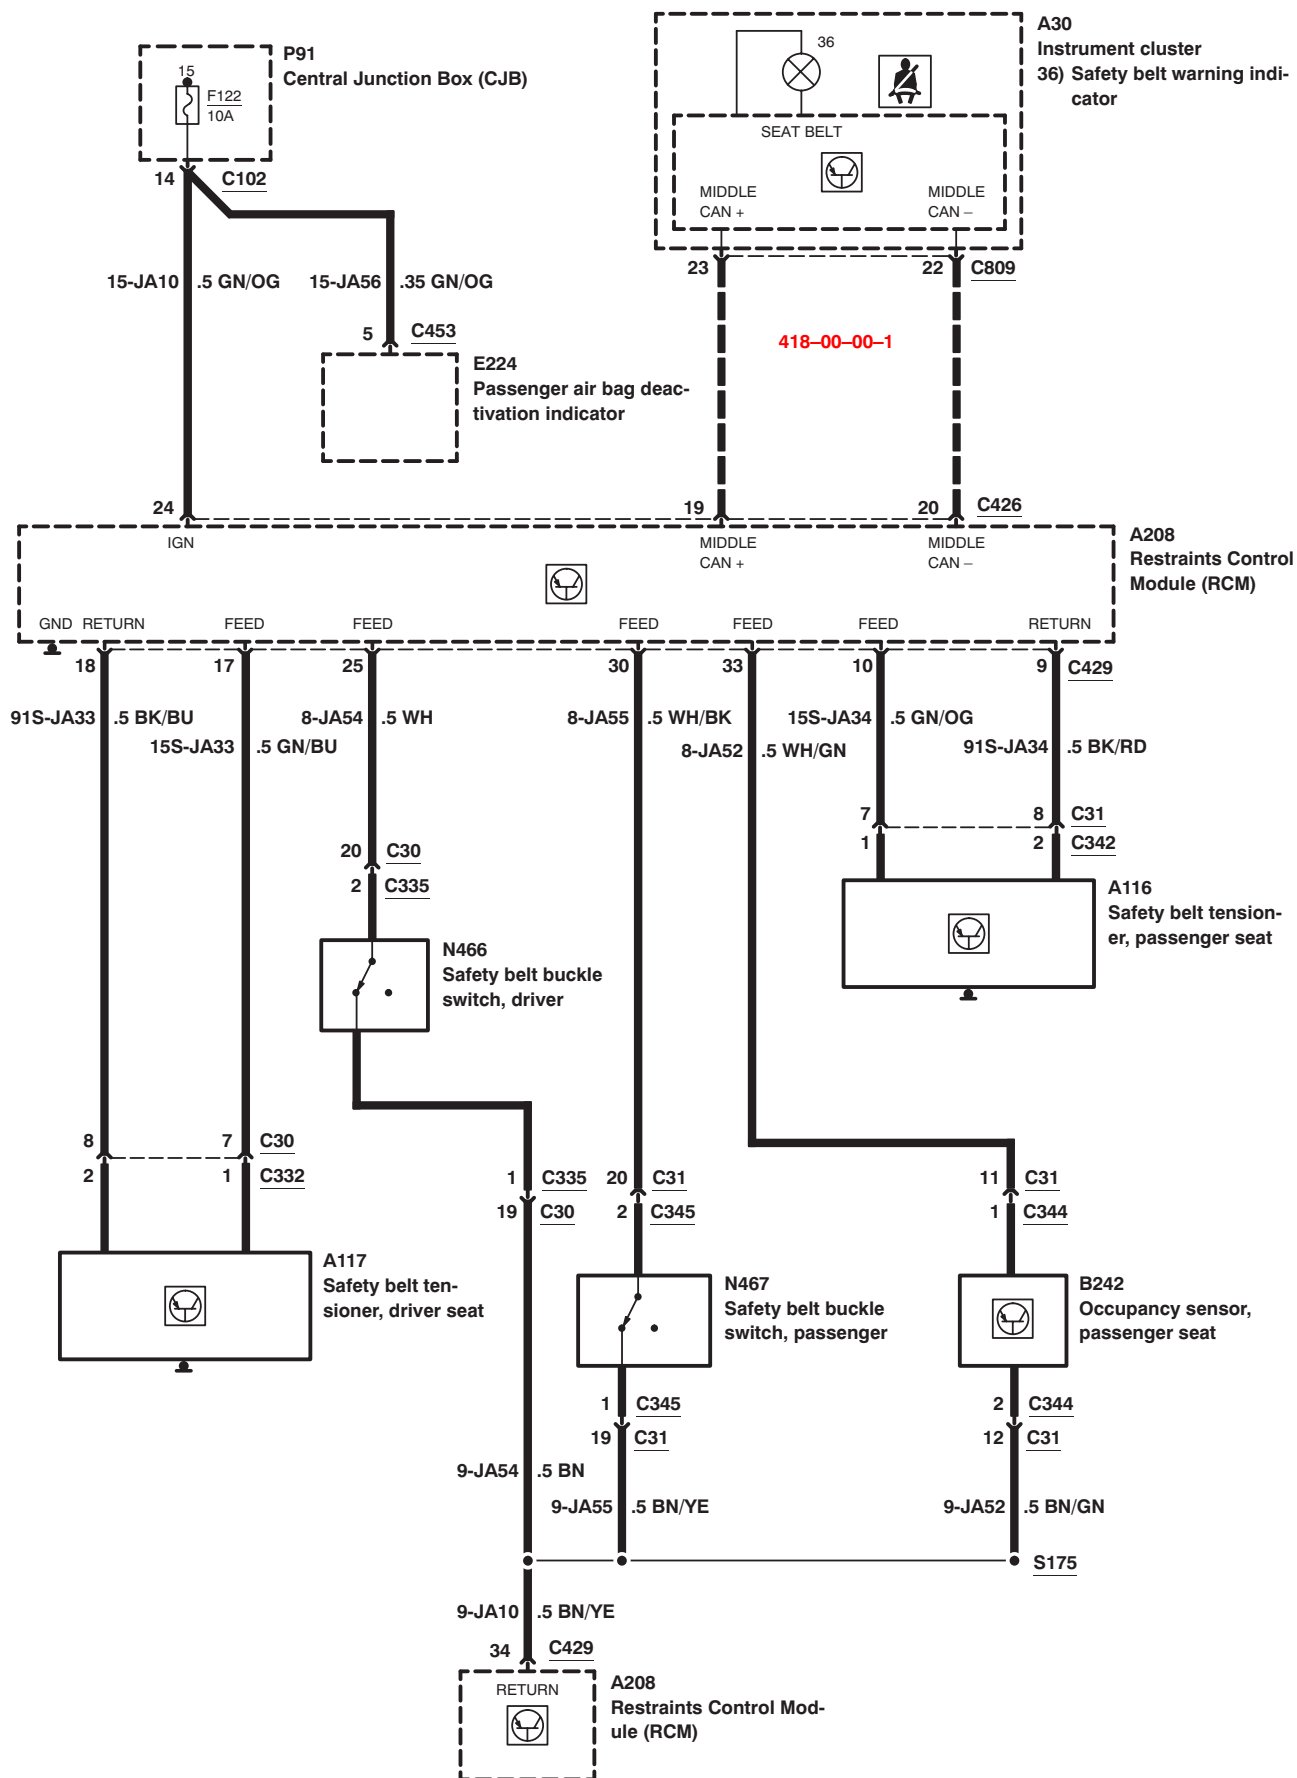 P91
Central Junction Box (CJB)
15
F122
10A
14
C102
A30
Instrument cluster
36) Safety belt warning indi-
cator
36
SEAT BELT
MIDDLE
CAN +
MIDDLE
CAN –
23
22
C809
15-JA10
.5 GN/OG
15-JA56
.35 GN/OG
418–00–00–1
5
C453
E224
Passenger air bag deac-
tivation indicator
24
19
20
C426
IGN
MIDDLE
CAN +
MIDDLE
CAN –
A208
Restraints Control
Module (RCM)
GND
RETURN
FEED
FEED
FEED
FEED
FEED
RETURN
18
17
25
30
33
10
9
C429
91S-JA33
.5 BK/BU
15S-JA33
.5 GN/BU
8-JA54
.5 WH
8-JA55
.5 WH/BK
8-JA52
.5 WH/GN
15S-JA34
.5 GN/OG
91S-JA34
.5 BK/RD
7
8
C31
1
2
C342
20
C30
2
C335
A116
Safety belt tension-
er, passenger seat
N466
Safety belt buckle
switch, driver
8
7
C30
2
1
C332
1
C335
19
C30
20
C31
2
C345
11
C31
1
C344
A117
Safety belt ten-
sioner, driver seat
N467
Safety belt buckle
switch, passenger
B242
Occupancy sensor,
passenger seat
1
C345
19
C31
2
C344
12
C31
9-JA54
.5 BN
9-JA55
.5 BN/YE
9-JA52
.5 BN/GN
S175
9-JA10
.5 BN/YE
34
C429
RETURN
A208
Restraints Control Mod-
ule (RCM)